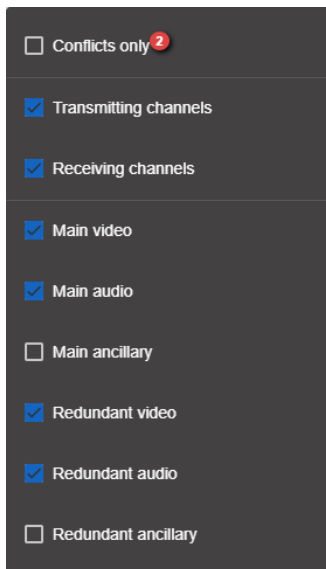 Conflicts only 2
Transmitting channels
Receiving channels
Main video
Main audio
Main ancillary
Redundant video
Redundant audio
Redundant ancillary